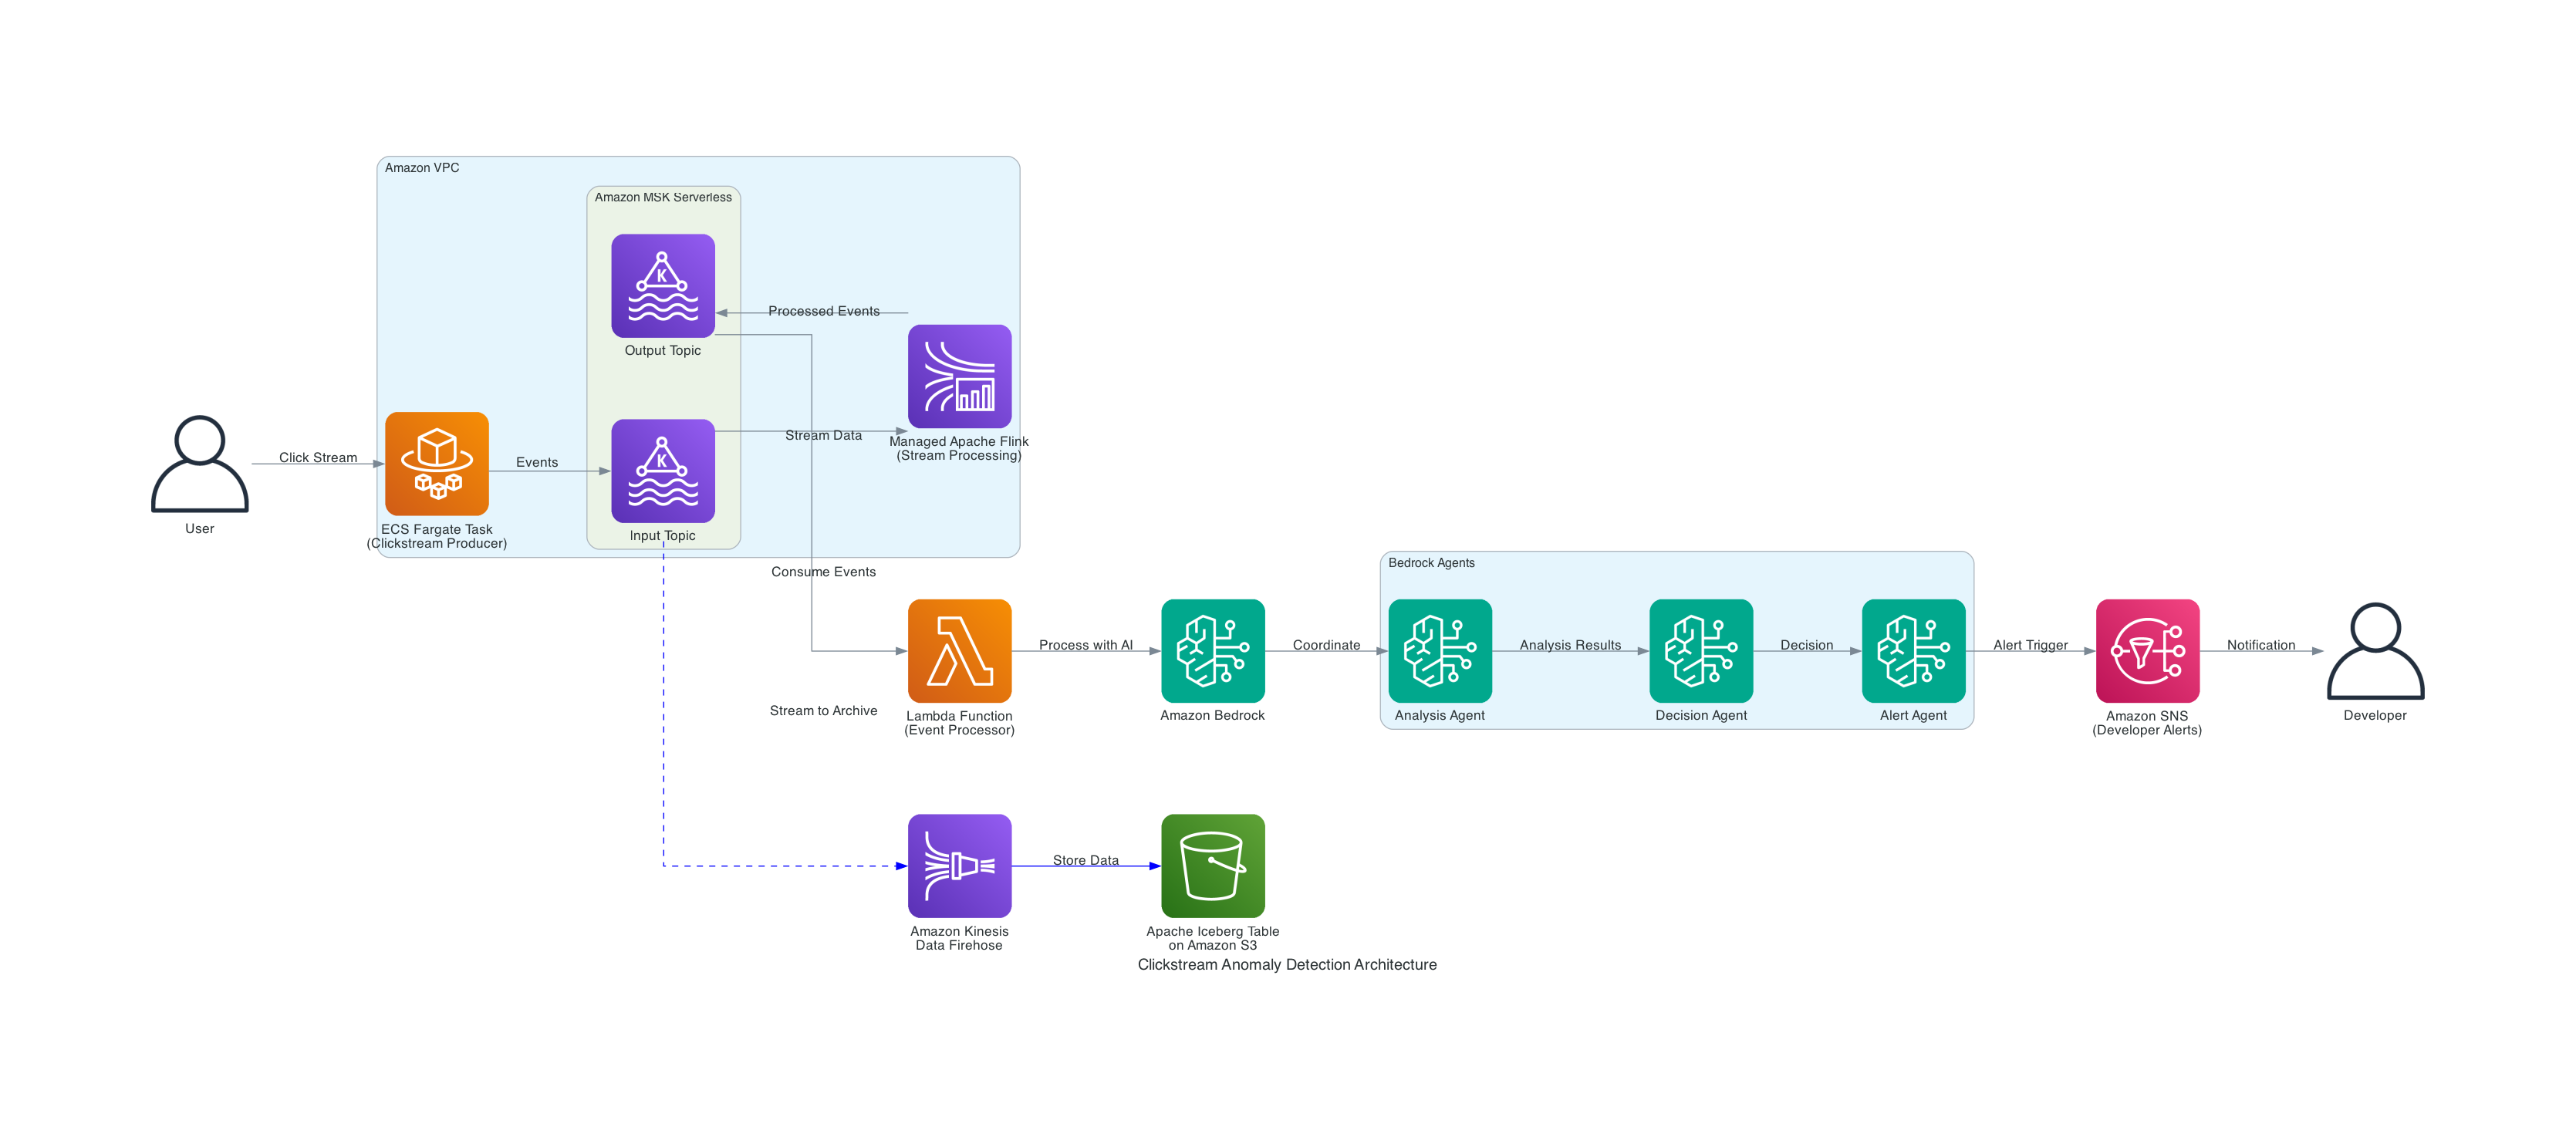 Amazon VPC
Amazon MSK Serverless
K
Processed Events
Output Topic
Click Stream
Events
K
Stream Data
Managed Apache Flink
(Stream Processing)
User
ECS Fargate Task
(Clickstream Producer)
Input Topic
Consume Events
Bedrock Agents
Process with AI
Coordinate
Analysis Results
Decision
Alert Trigger
Notification
Stream to Archive
Lambda Function
(Event Processor)
Amazon Bedrock
Analysis Agent
Decision Agent
Alert Agent
Amazon SNS
(Developer Alerts)
Developer
Store Data
Amazon Kinesis
Data Firehose
Apache Iceberg Table
on Amazon S3
Clickstream Anomaly Detection Architecture